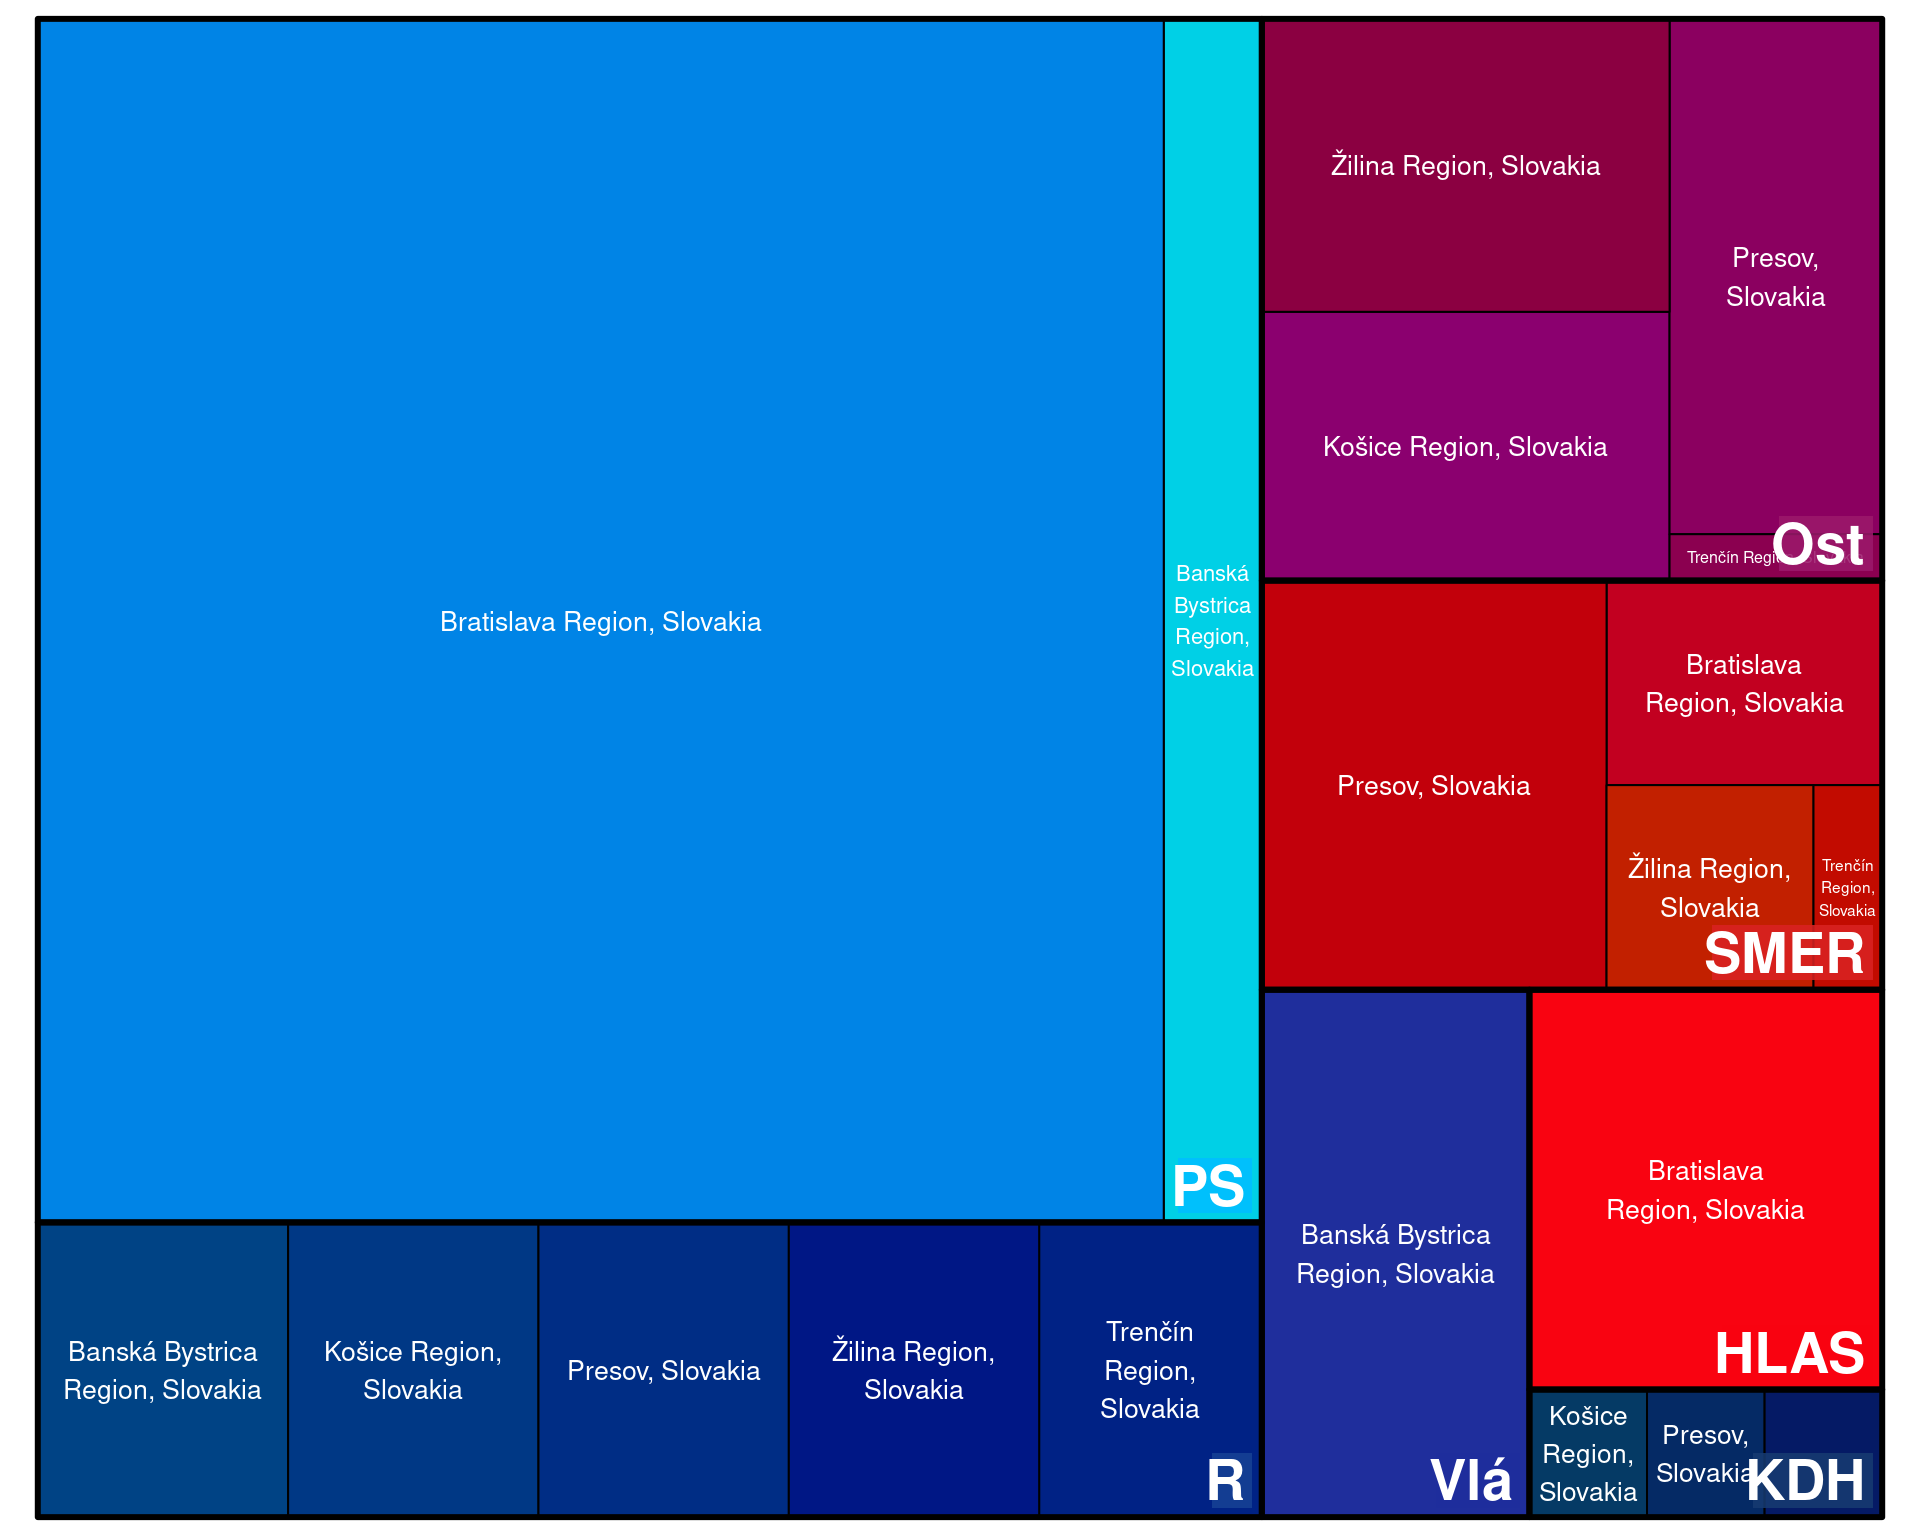 Bratislava Region, Slovakia
Banská
Bystrica
Region,
Slovakia
PS
Banská Bystrica
Region, Slovakia
Košice Region,
Slovakia
Presov, Slovakia
Žilina Region,
Slovakia
Trenčín
Region,
Slovakia
R
Žilina Region, Slovakia
Košice Region, Slovakia
Presov,
Slovakia
Trenčín
Ost
Presov, Slovakia
Bratislava
Region, Slovakia
Žilina Region,
Slovakia
Trenčín
Region,
Slovakia
SMER
Banská Bystrica
Region, Slovakia
Vlá
Bratislava
Region, Slovakia
HLAS
Košice
Region,
Slovakia
Presov,
Slovakia
KDH